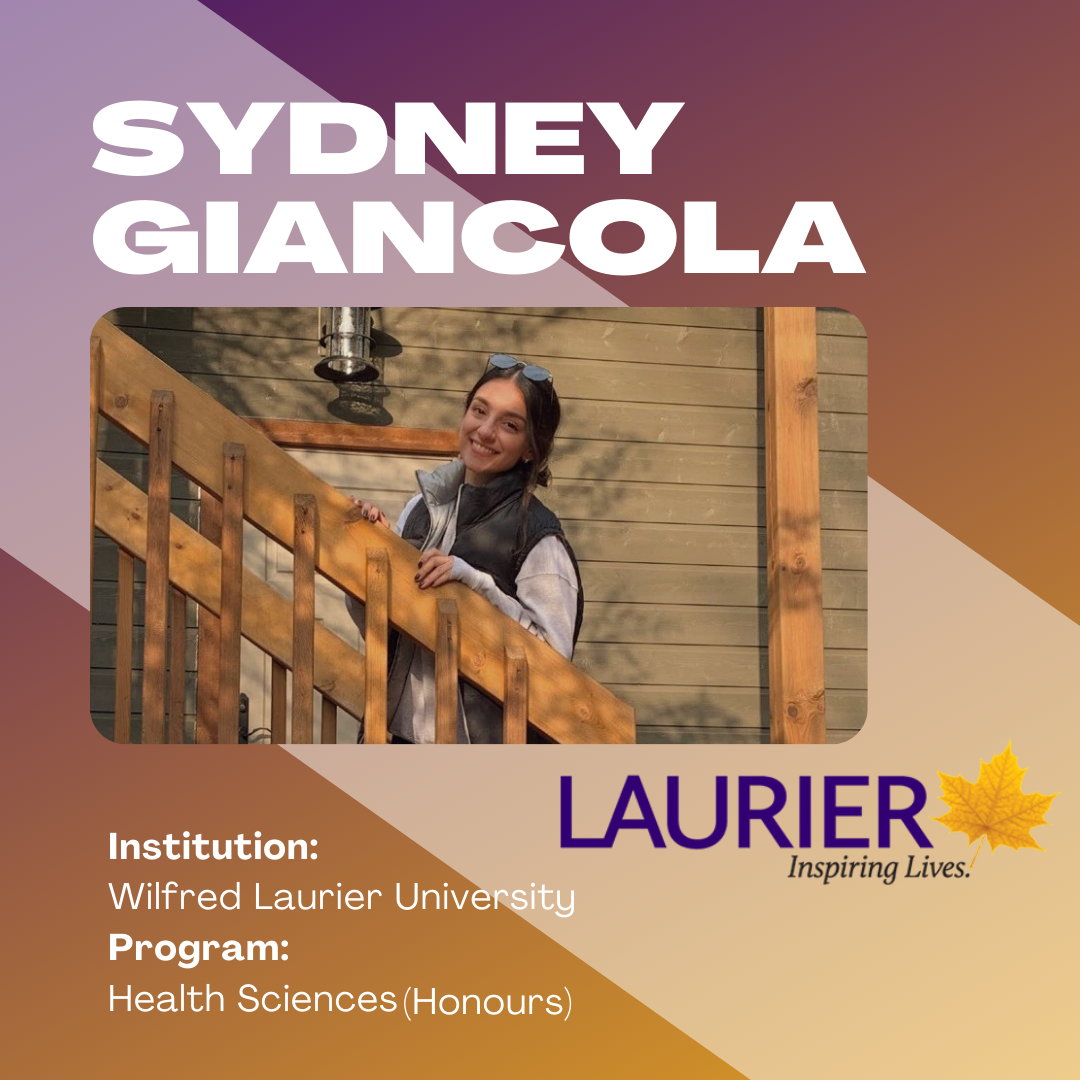 SYDNEY
GIANCOLA
LAURIER
Inspiring Lives.
Institution:
Wilfred Laurier University
Program:
Health Sciences (Honours)